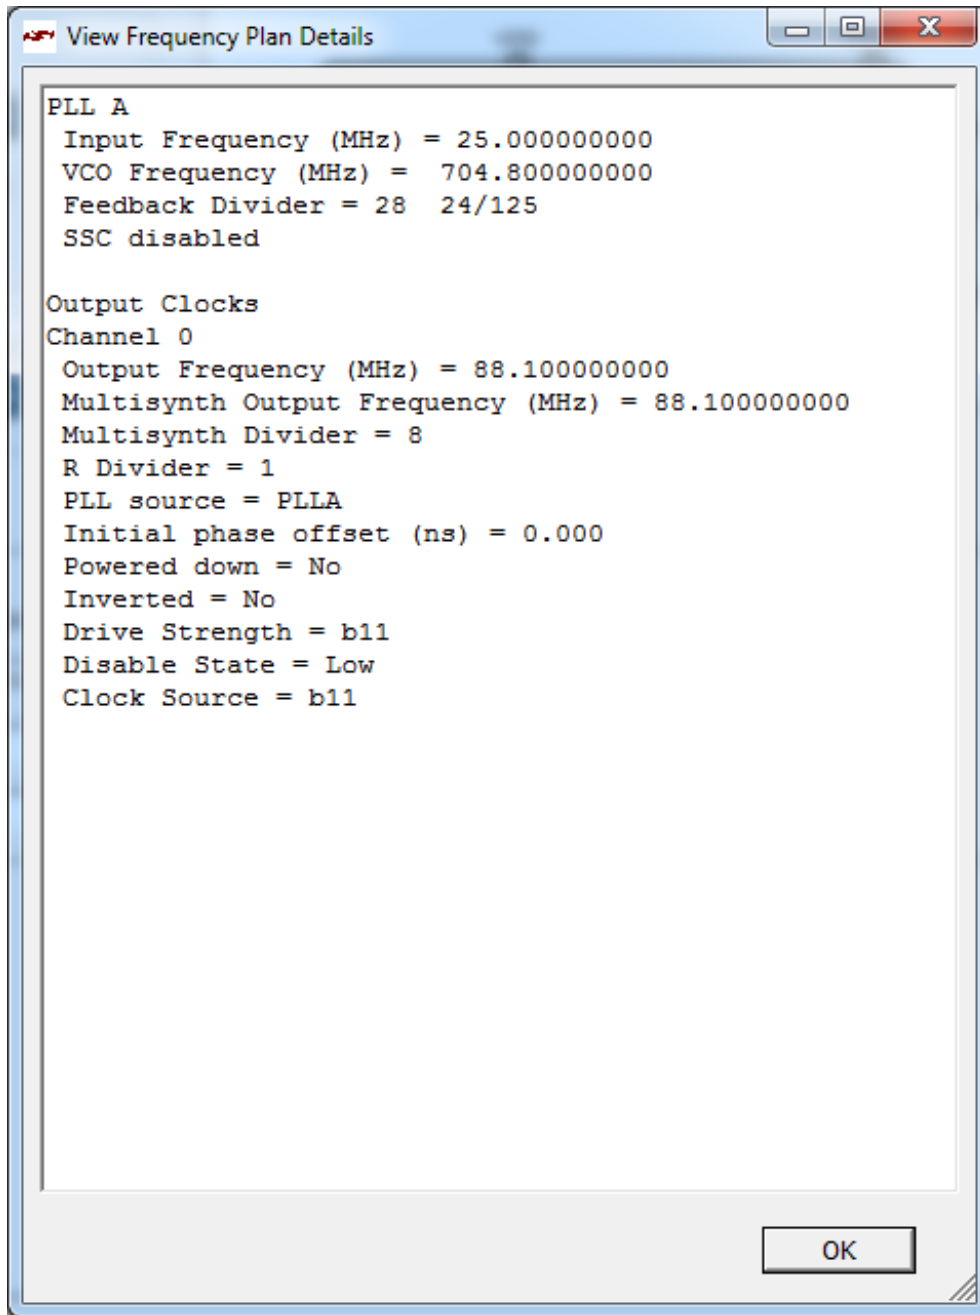 View Frequency Plan Details
PLL A
Input Frequency (MHz) = 25.000000000
VCO Frequency (MHz) =  704.800000000
Feedback Divider = 28  24/125
SSC disabled
Output Clocks
Channel 0
Output Frequency (MHz) = 88.100000000
Multisynth Output Frequency (MHz) = 88.100000000
Multisynth Divider = 8
R Divider = 1
PLL source = PLLA
Initial phase offset (ns) = 0.000
Powered down = No
Inverted = No
Drive Strength = b11
Disable State = Low
Clock Source = b11
OK